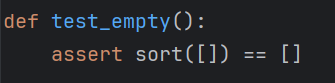 def test_empty():
    assert sort([]) == []